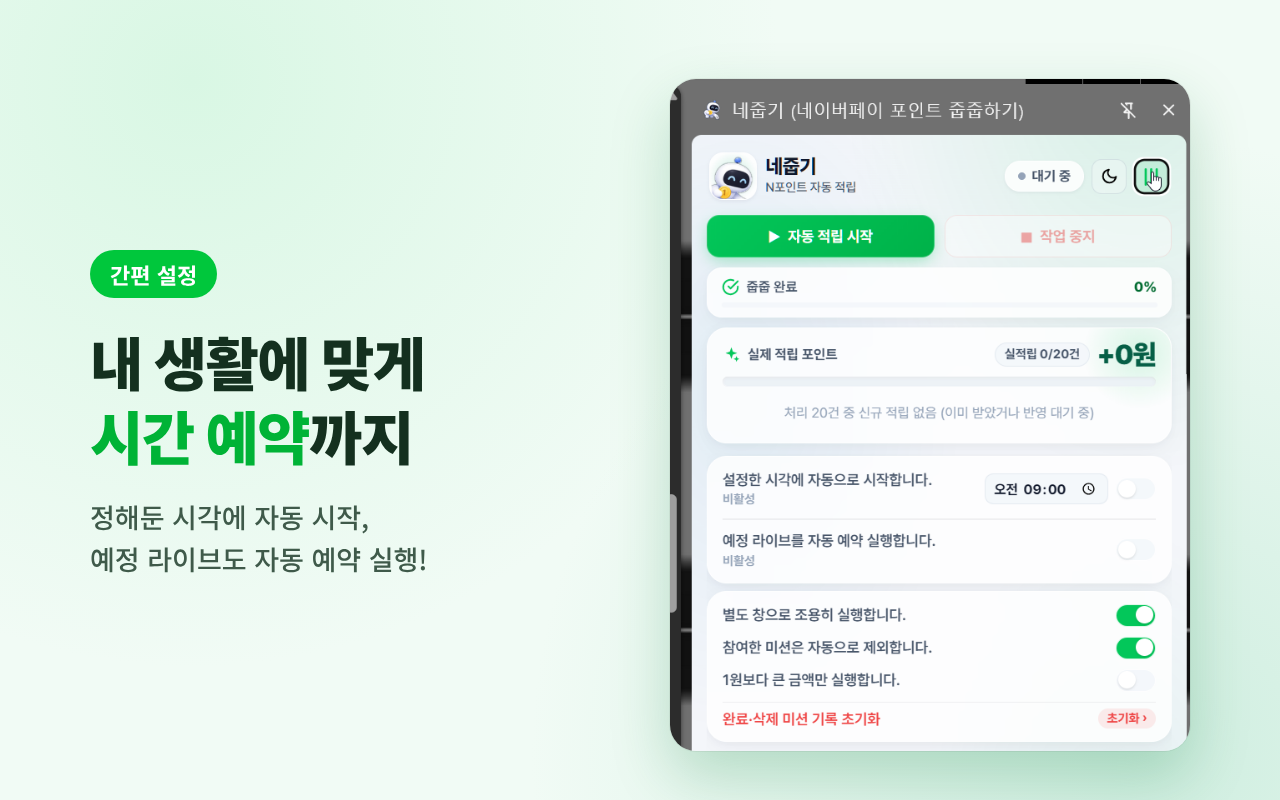 간편 설정
내 생활에 맞게
시간 예약까지
정해둔 시각에 자동 시작,
예정 라이브도 자동 예약 실행!
네줍기 (네이버페이 포인트 줍줍하기)
네줍기
N포인트 자동 적립
대기 중
자동 적립 시작
작업 중지
줍줍 완료
0%
실제 적립 포인트
실적립 0/20건
+0원
처리 20건 중 신규 적립 없음 (이미 받았거나 반영 대기 중)
설정한 시각에 자동으로 시작합니다.
비활성
오전 09:00
예정 라이브를 자동 예약 실행합니다.
비활성
별도 창으로 조용히 실행합니다.
참여한 미션은 자동으로 제외합니다.
1원보다 큰 금액만 실행합니다.
완료·삭제 미션 기록 초기화
초기화 ›